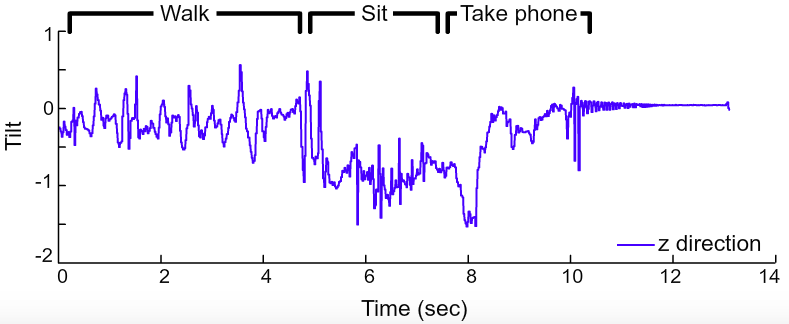 Walk Sit Take phone
1
0
-1
-2
Tilt
z direction
0 2 4 6 8 10 12 14
Time (sec)